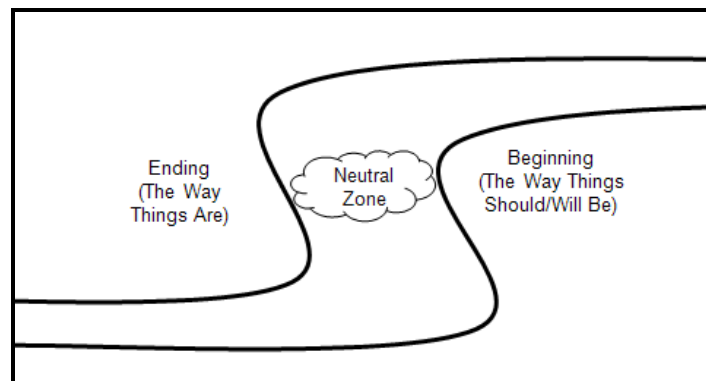 Ending
(The Way
Things Are)
Neutral
Zone
Beginning
(The Way Things
Should/Will Be)